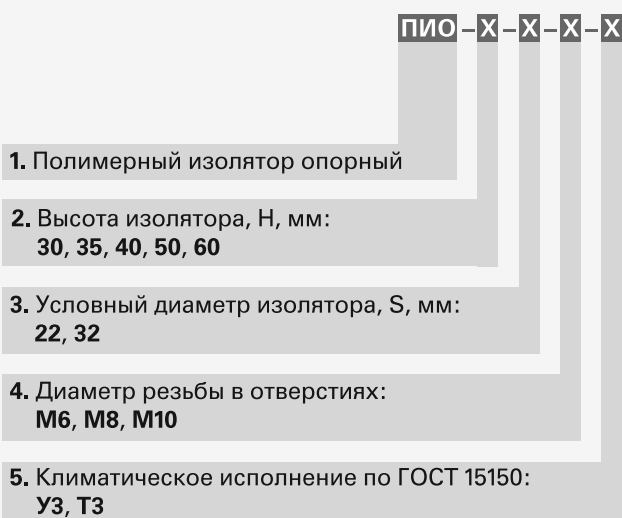 ПИО–Х–Х–Х–Х
1. Полимерный изолятор опорный
2. Высота изолятора, Н, мм:
30, 35, 40, 50, 60
3. Условный диаметр изолятора, S, мм:
22, 32
4. Диаметр резьбы в отверстиях:
М6, М8, М10
5. Климатическое исполнение по ГОСТ 15150:
У3, Т3